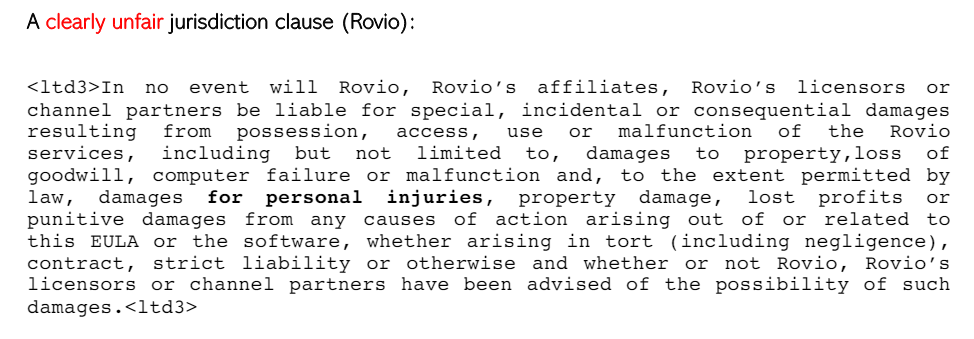 A clearly unfair jurisdiction clause (Rovio):
<ltd3>In no event will Rovio, Rovio's affiliates, Rovio's licensors or
channel partners be liable for special, incidental or consequential damages
resulting from possession, access, use or malfunction of the Rovio
services, including but not limited to, damages to property,loss of
goodwill, computer failure or malfunction and, to the extent permitted by
law, damages for personal injuries, property damage, lost profits or
punitive damages from any causes of action arising out of or related to
this EULA or the software, whether arising in tort (including negligence),
contract, strict liability or otherwise and whether or not Rovio, Rovio's
licensors or channel partners have been advised of the possibility of such
damages.<ltd3>